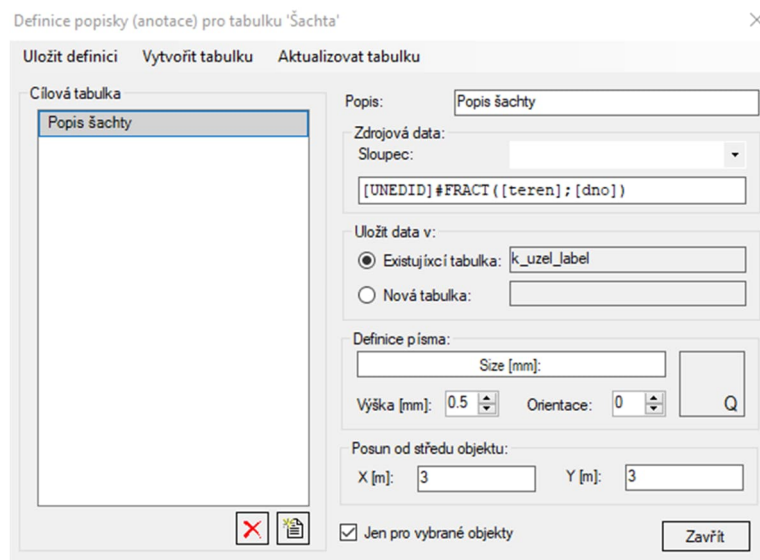 Definice popisky (anotace) pro tabulku 'Šachta'
Uložit definici Vytvořit tabulku Aktualizovat tabulku
Cílová tabulka
Popis šachty
Popis: Popis šachty
Zdrojová data:
Sloupec:
[UNEDID]#FRACT([teren];[dno])
Uložit data v:
Existujíxcí tabulka: k_uzel_label
Nová tabulka:
Definice písma:
Size [mm]:
Výška [mm]: 0.5 Orientace: 0 Q
Posun od středu objektu:
X [m]: 3 Y [m]: 3
Jen pro vybrané objekty Zavřít